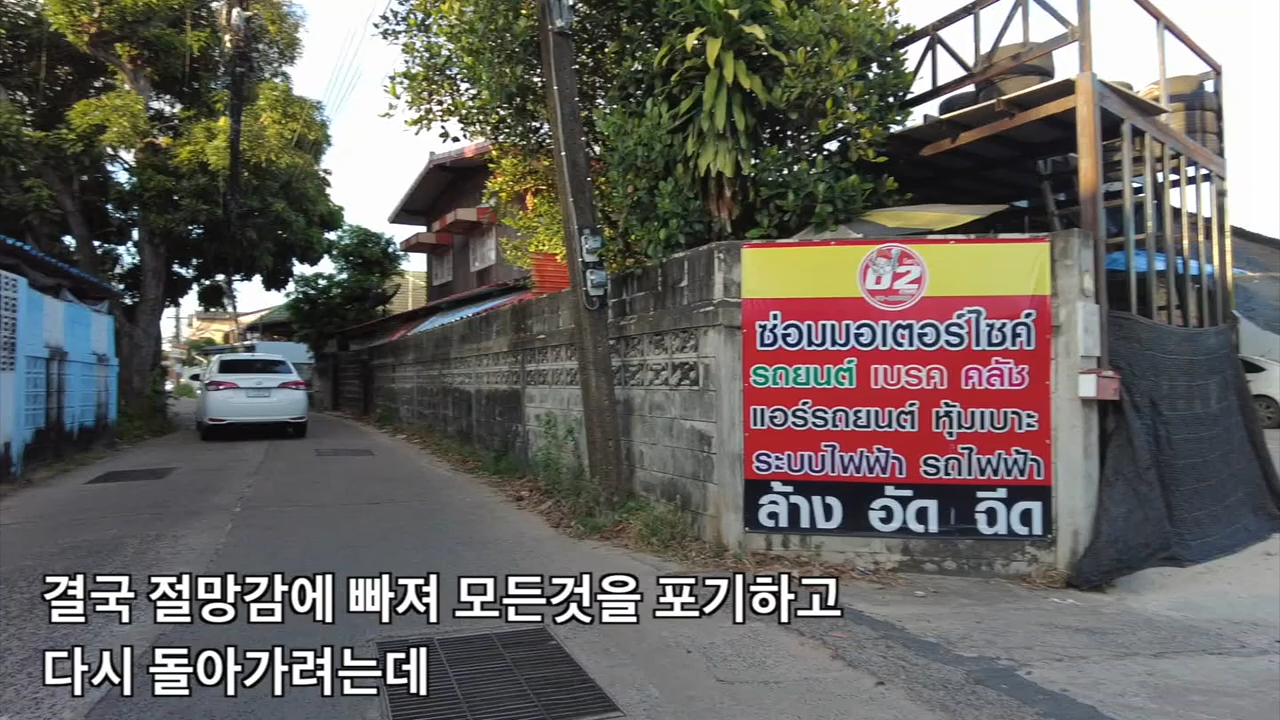 U2
ซ่อมมอเตอร์ไซค์
รถยนต์ เบรค คลัช
แอร์รถยนต์ หุ้มเบาะ
ระบบไฟฟ้า รถไฟฟ้า
ล้าง อัด ฉีด
결국 절망감에 빠져 모든것을 포기하고
다시 돌아가려는데